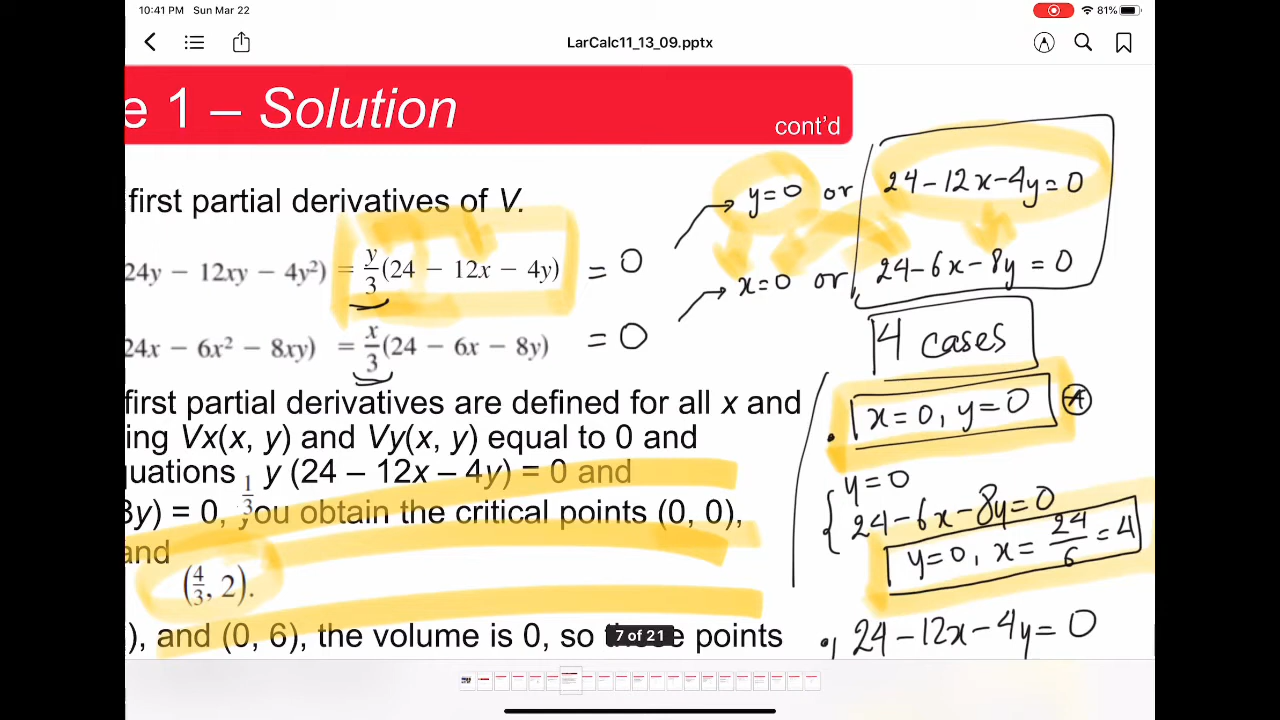 10:41 PM Sun Mar 22
81%
LarCalc11_13_09.pptx
e 1 – Solution
cont'd
first partial derivatives of V.
24y − 12xy − 4y²) = y/3 (24 − 12x − 4y) = 0
y=0 or 24−12x−4y=0
24x − 6x² − 8xy) = x/3 (24 − 6x − 8y) = 0
x=0 or 24−6x−8y=0
4 cases
first partial derivatives are defined for all x and
ing Vx(x, y) and Vy(x, y) equal to 0 and
quations 1/3 y (24 – 12x – 4y) = 0 and
8y) = 0, you obtain the critical points (0, 0),
and
(4/3, 2).
), and (0, 6), the volume is 0, so these points
7 of 21
x=0, y=0 A
y=0
24−6x−8y=0
y=0, x=24/6=4
24−12x−4y=0